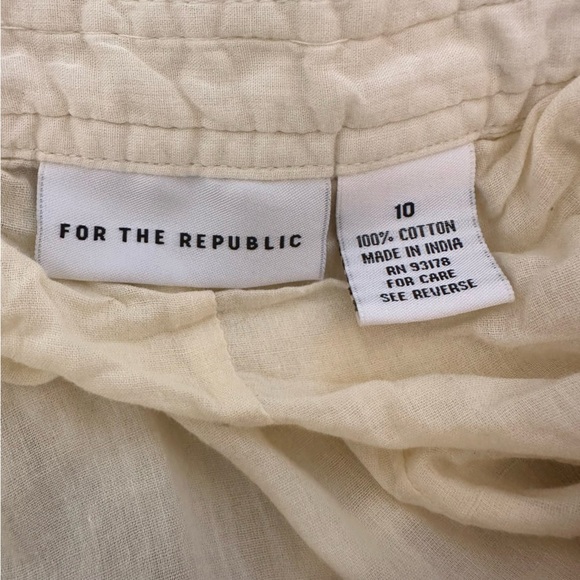 FOR THE REPUBLIC
10
100% COTTON
MADE IN INDIA
RN 93178
FOR CARE
SEE REVERSE